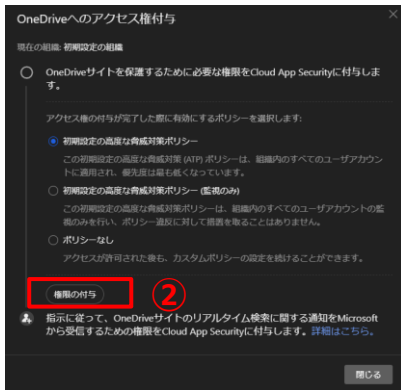 OneDriveへのアクセス権付与
現在の組織: 初期設定の組織
OneDriveサイトを保護するために必要な権限をCloud App Securityに付与しま
す。
アクセス権の付与が完了した際に有効にするポリシーを選択します:
初期設定の高度な脅威対策ポリシー
この初期設定の高度な脅威対策 (ATP) ポリシーは、組織内のすべてのユーザアカウン
トに適用され、優先度は最も低くなっています。
初期設定の高度な脅威対策ポリシー (監視のみ)
この初期設定の高度な脅威対策ポリシーは、組織内のすべてのユーザアカウントの監
視のみを行い、ポリシー違反に対して措置を取ることはありません。
ポリシーなし
アクセスが許可された後も、カスタムポリシーの設定を続けることができます。
権限の付与
②
指示に従って、OneDriveサイトのリアルタイム検索に関する通知をMicrosoft
から受信するための権限をCloud App Securityに付与します。詳細はこちら。
閉じる